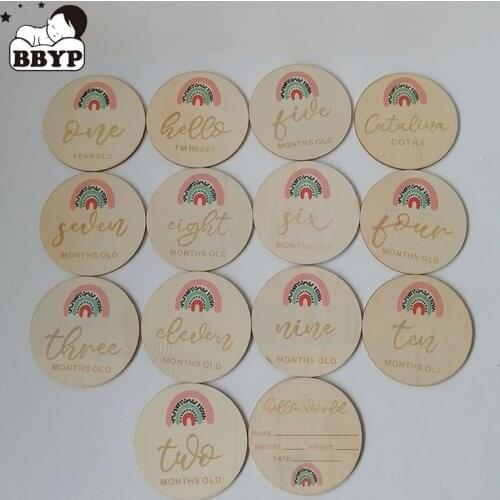 BBYP
one
YEAR OLD
hello
I'M HERE!
five
MONTHS OLD
Catalina
COTHA
seven
MONTHS OLD
eight
MONTHS OLD
six
MONTHS OLD
four
MONTHS OLD
three
MONTHS OLD
eleven
MONTHS OLD
nine
MONTHS OLD
ten
MONTHS OLD
two
MONTHS OLD
hello world
NAME:
WEIGHT: HEIGHT:
DATE: